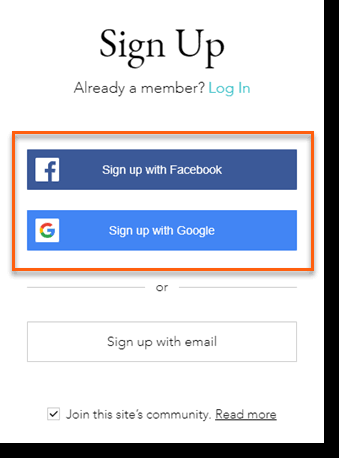 Sign Up
Already a member? Log In
Sign up with Facebook
Sign up with Google
or
Sign up with email
Join this site's community. Read more